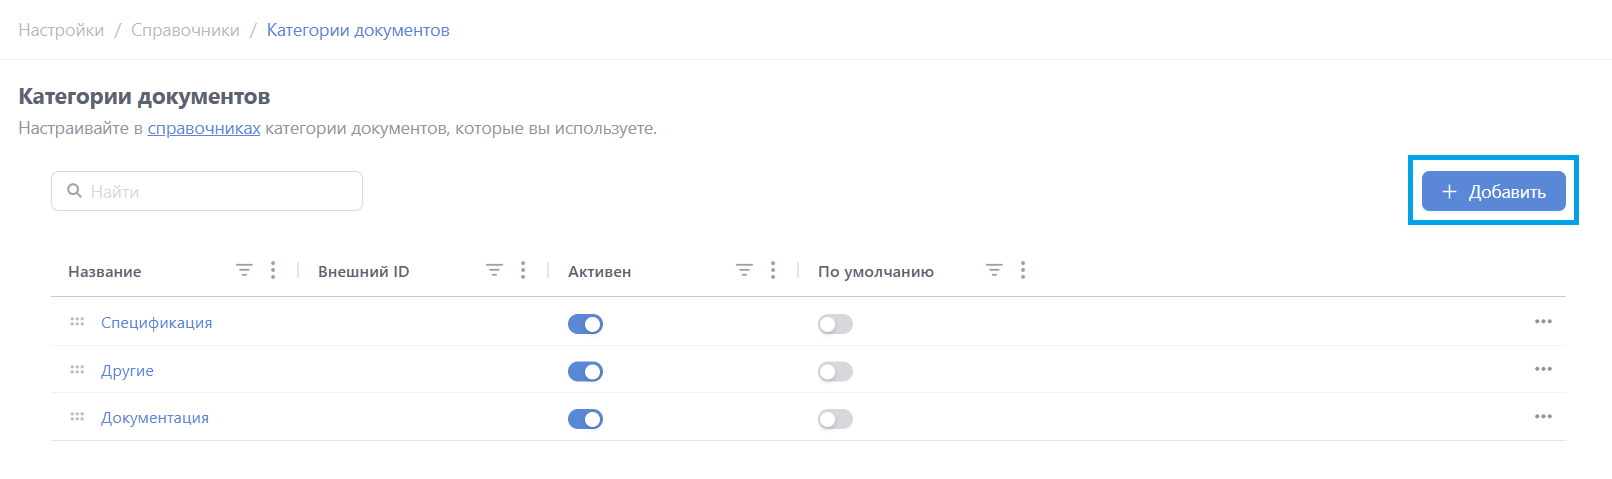 Настройки / Справочники / Категории документов
Категории документов
Настраивайте в справочниках категории документов, которые вы используете.
Найти
+ Добавить
Название Внешний ID Активен По умолчанию
Спецификация
Другие
Документация